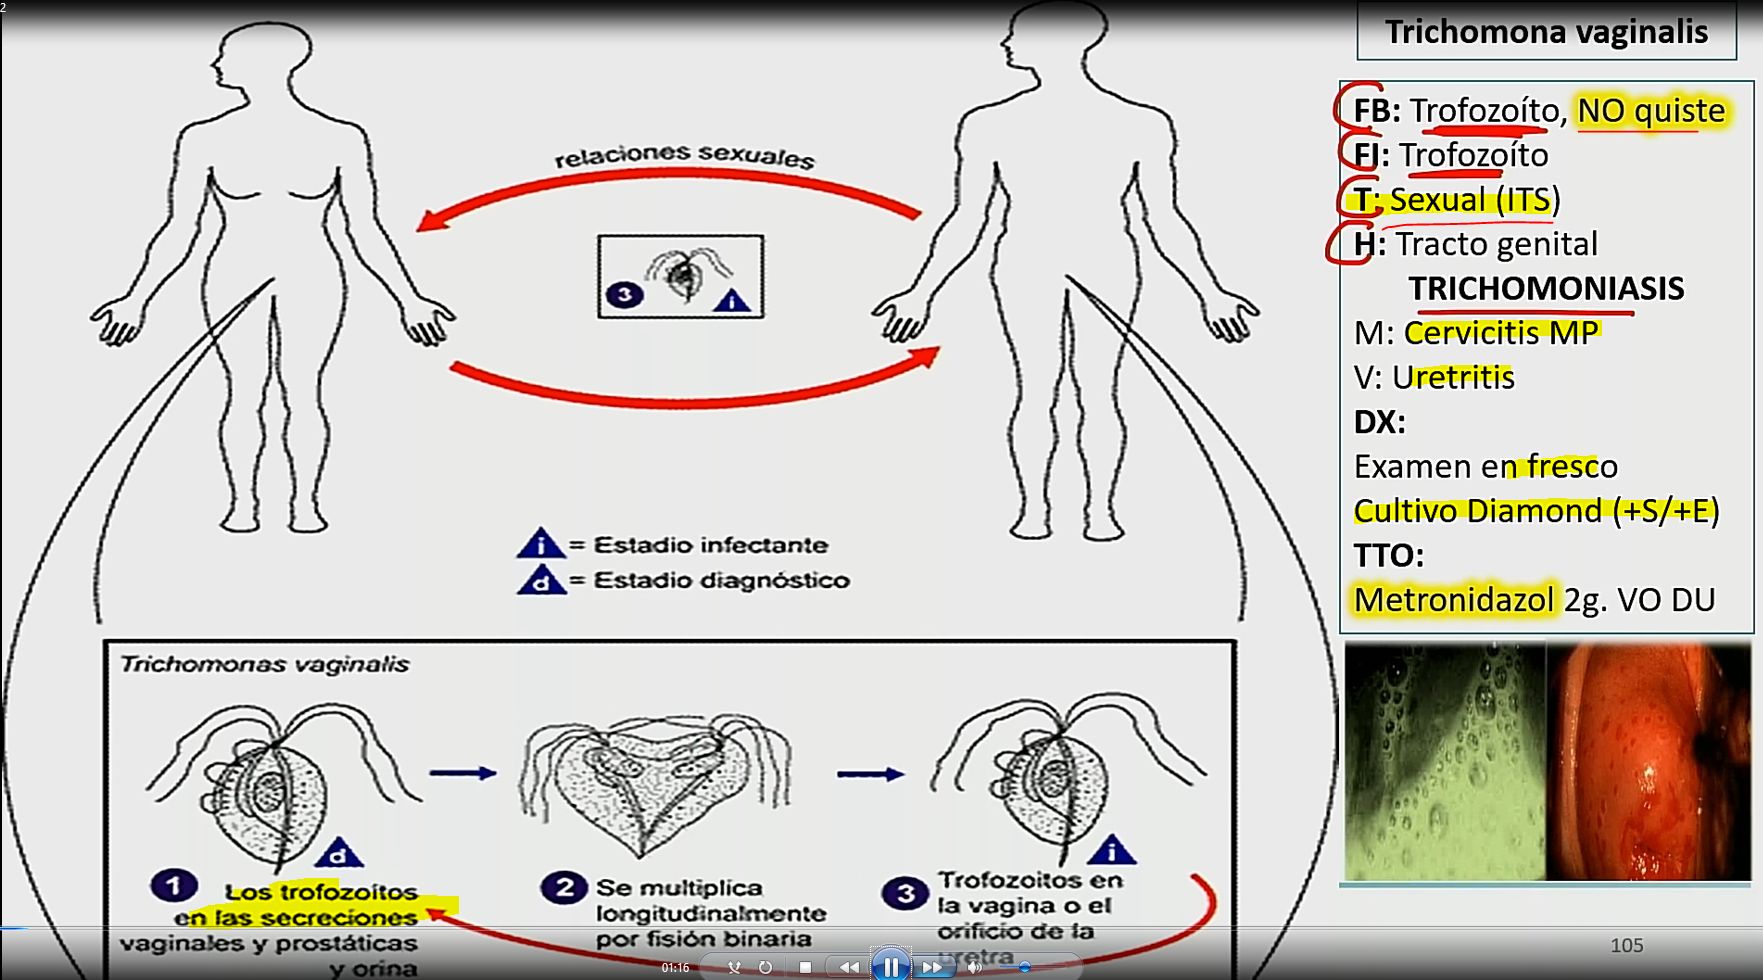 2
Trichomona vaginalis
FB: Trofozoíto, NO quiste
FI: Trofozoíto
T: Sexual (ITS)
H: Tracto genital
TRICHOMONIASIS
M: Cervicitis MP
V: Uretritis
DX:
Examen en fresco
Cultivo Diamond (+S/+E)
TTO:
Metronidazol 2g. VO DU
relaciones sexuales
3
i
i = Estadio infectante
d = Estadio diagnóstico
Trichomonas vaginalis
d
i
1 Los trofozoitos
en las secreciones
vaginales y prostáticas
y orina
2 Se multiplica
longitudinalmente
por fisión binaria
3 Trofozoitos en
la vagina o el
orificio de la
uretra
105
01:16